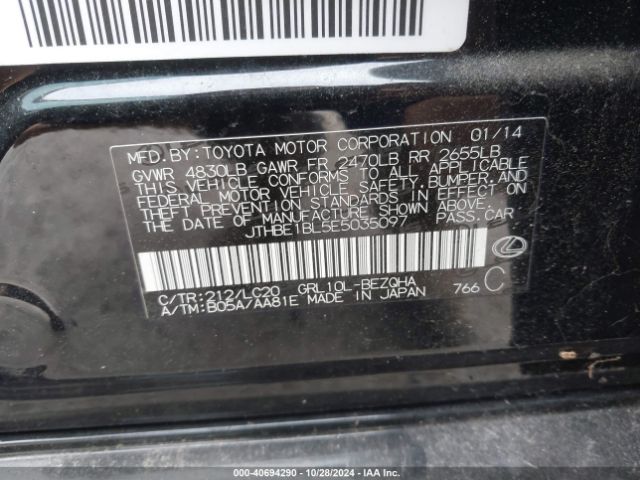 MFD.BY:TOYOTA MOTOR CORPORATION 01/14
GVWR 4830LB GAWR FR 2470LB RR 2655LB
THIS VEHICLE CONFORMS TO ALL APPLICABLE
FEDERAL MOTOR VEHICLE SAFETY,BUMPER,AND
THEFT PREVENTION STANDARDS IN EFFECT ON
THE DATE OF MANUFACTURE SHOWN ABOVE.
JTHBE1BL5E5035097 PASS.CAR
C/TR:212/LC20 GRL10L-BEZQHA 766 C
A/TM:B05A/AA81E MADE IN JAPAN
000-40694290 | 10/28/2024 | IAA Inc.